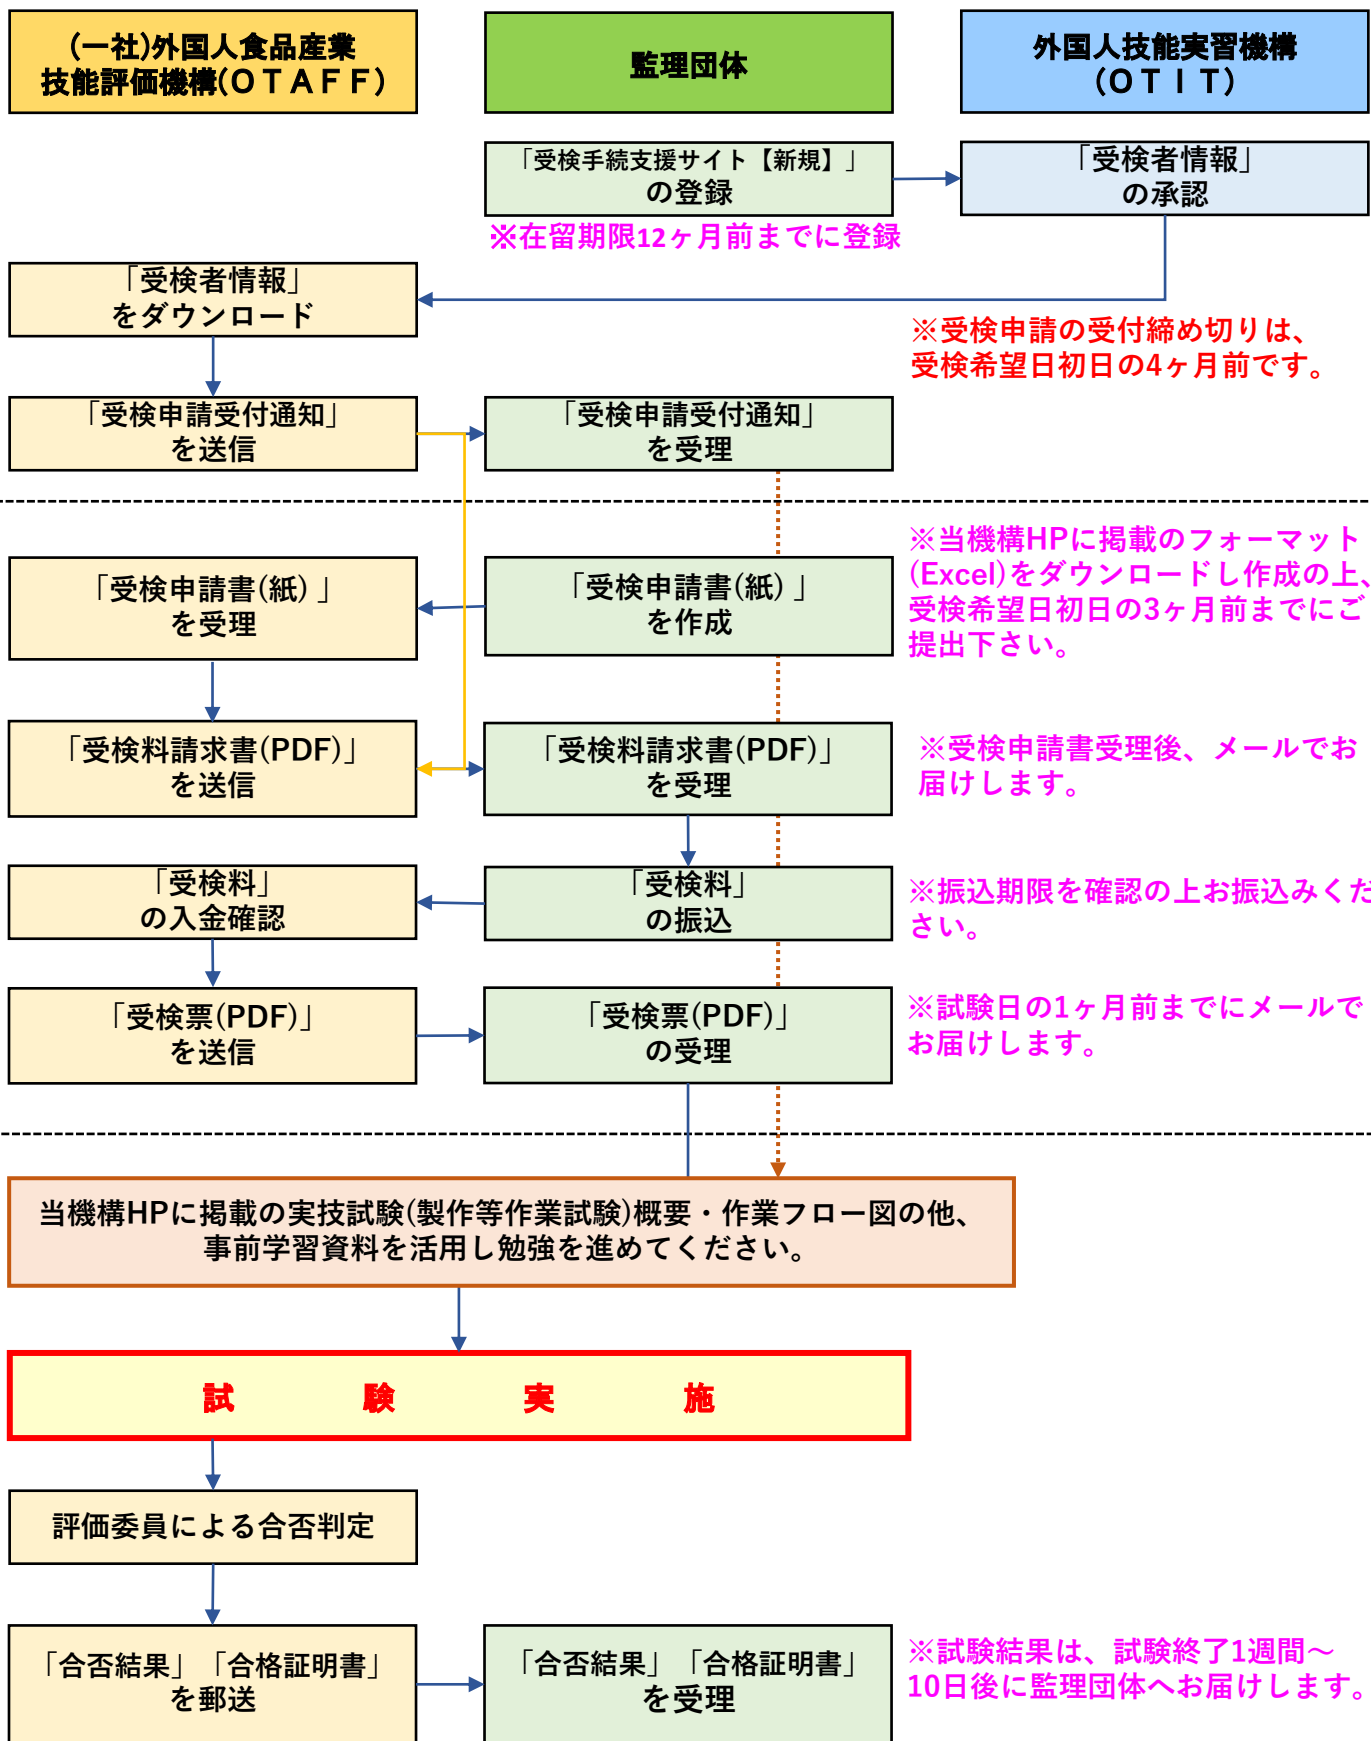 (一社)外国人食品産業
技能評価機構(OTAFF)
監理団体
外国人技能実習機構
(OTIT)
「受検手続支援サイト【新規】」
の登録
「受検者情報」
の承認
※在留期限12ヶ月前までに登録
「受検者情報」
をダウンロード
※受検申請の受付締め切りは、
受検希望日初日の4ヶ月前です。
「受検申請受付通知」
を送信
「受検申請受付通知」
を受理
「受検申請書(紙)」
を受理
「受検申請書(紙)」
を作成
※当機構HPに掲載のフォーマット
(Excel)をダウンロードし作成の上、
受検希望日初日の3ヶ月前までにご
提出下さい。
「受検料請求書(PDF)」
を送信
「受検料請求書(PDF)」
を受理
※受検申請書受理後、メールでお
届けします。
「受検料」
の入金確認
「受検料」
の振込
※振込期限を確認の上お振込みくだ
さい。
「受検票(PDF)」
を送信
「受検票(PDF)」
の受理
※試験日の1ヶ月前までにメールで
お届けします。
当機構HPに掲載の実技試験(製作等作業試験)概要・作業フロー図の他、
事前学習資料を活用し勉強を進めてください。
試験実施
評価委員による合否判定
「合否結果」「合格証明書」
を郵送
「合否結果」「合格証明書」
を受理
※試験結果は、試験終了1週間～
10日後に監理団体へお届けします。